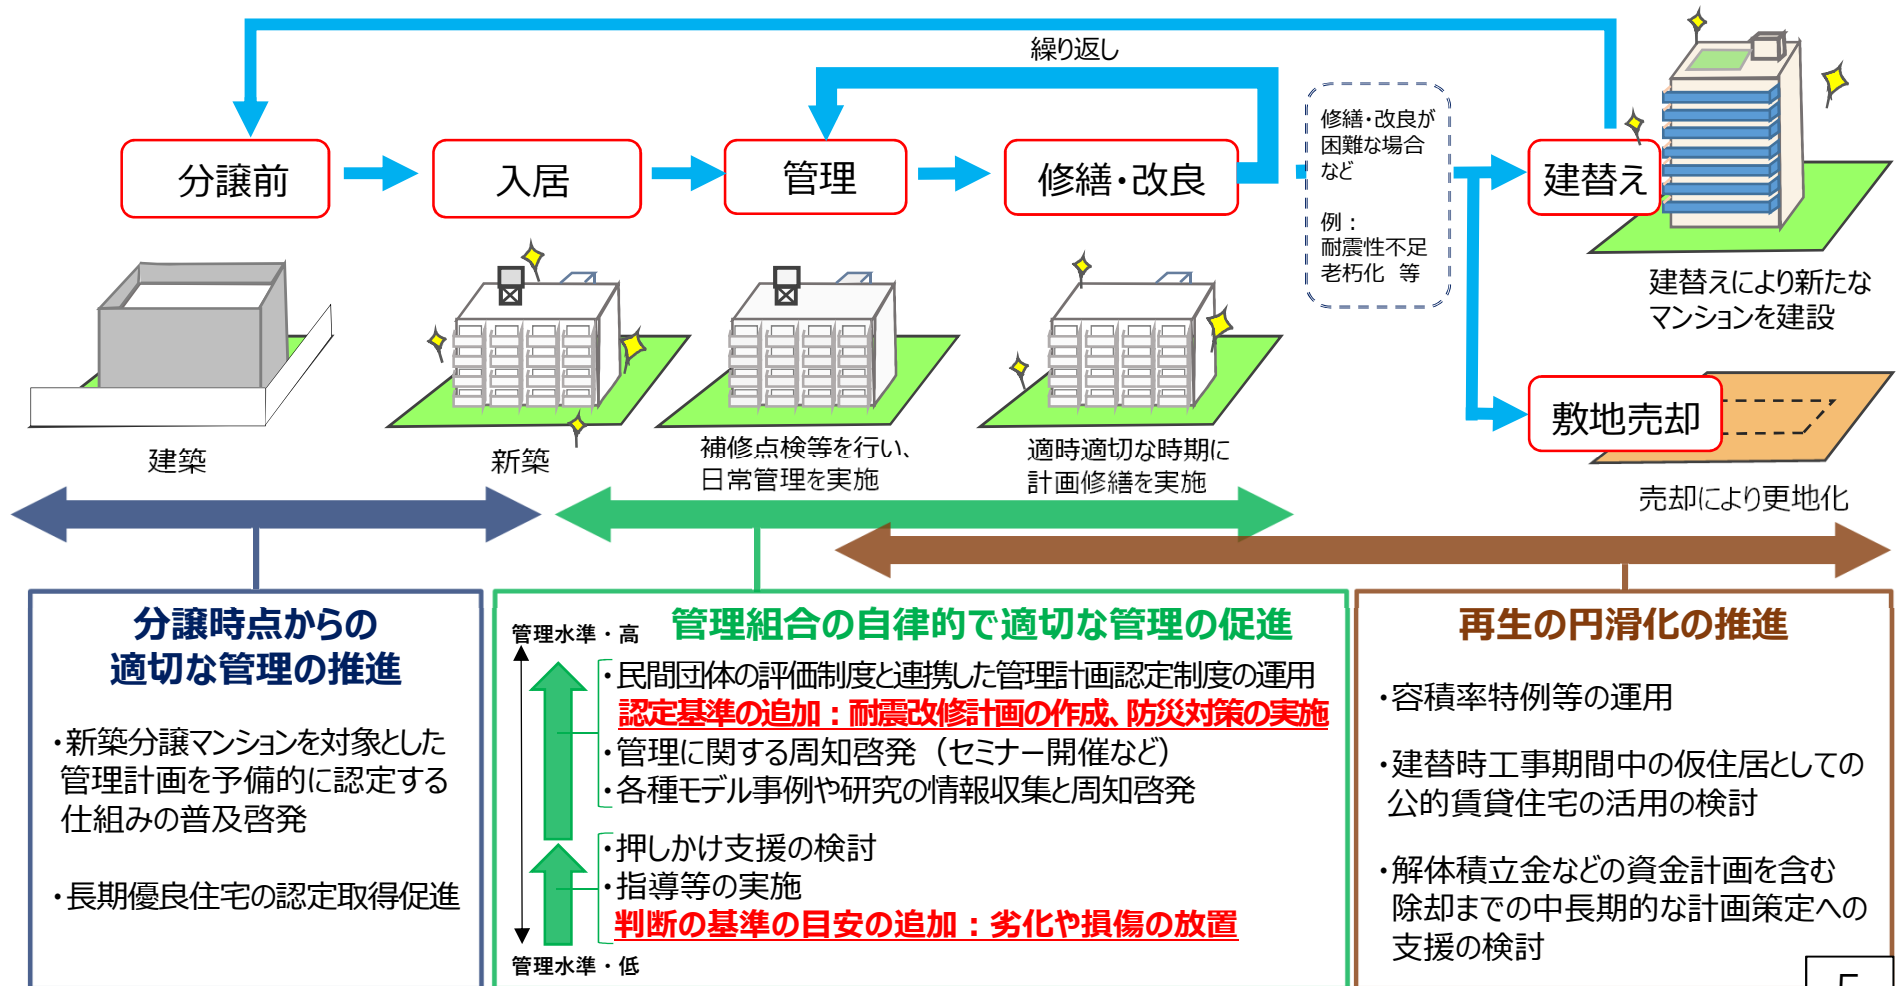 繰り返し
分譲前
入居
管理
修繕・改良
修繕・改良が
困難な場合
など
例：
耐震性不足
老朽化 等
建替え
建替えにより新たな
マンションを建設
敷地売却
売却により更地化
建築
新築
補修点検等を行い、
日常管理を実施
適時適切な時期に
計画修繕を実施
分譲時点からの
適切な管理の推進
・新築分譲マンションを対象とした
管理計画を予備的に認定する
仕組みの普及啓発
・長期優良住宅の認定取得促進
管理組合の自律的で適切な管理の促進
管理水準・高
・民間団体の評価制度と連携した管理計画認定制度の運用
認定基準の追加：耐震改修計画の作成、防災対策の実施
・管理に関する周知啓発（セミナー開催など）
・各種モデル事例や研究の情報収集と周知啓発
・押しかけ支援の検討
・指導等の実施
判断の基準の目安の追加：劣化や損傷の放置
管理水準・低
再生の円滑化の推進
・容積率特例等の運用
・建替時工事期間中の仮住居としての
公的賃貸住宅の活用の検討
・解体積立金などの資金計画を含む
除却までの中長期的な計画策定への
支援の検討